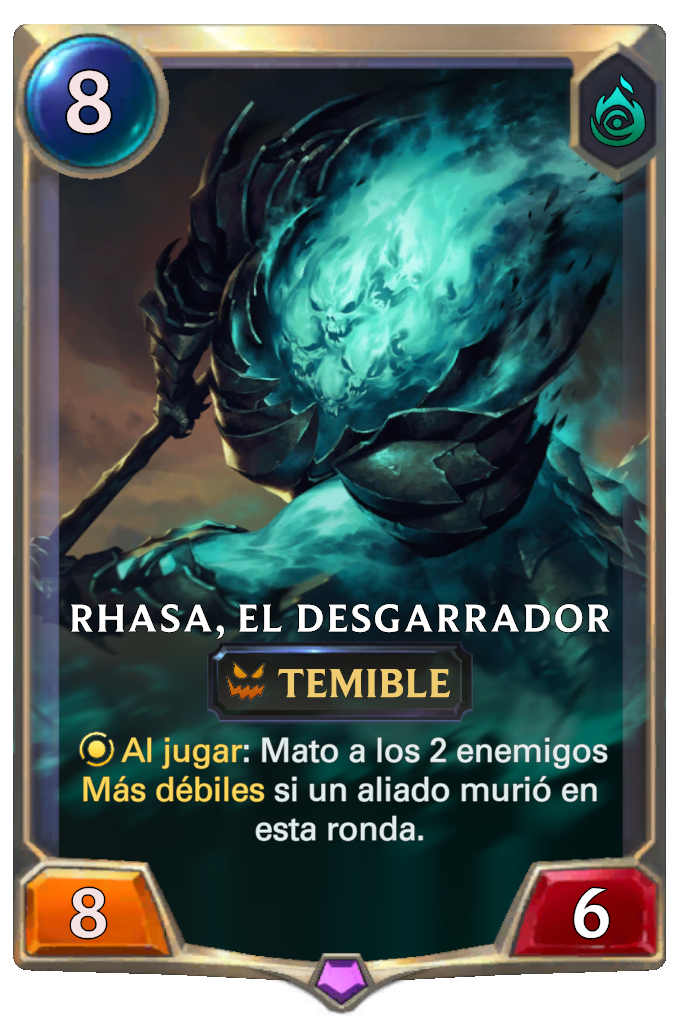 8
RHASA, EL DESGARRADOR
TEMIBLE
Al jugar: Mato a los 2 enemigos
Más débiles si un aliado murió en
esta ronda.
8 6